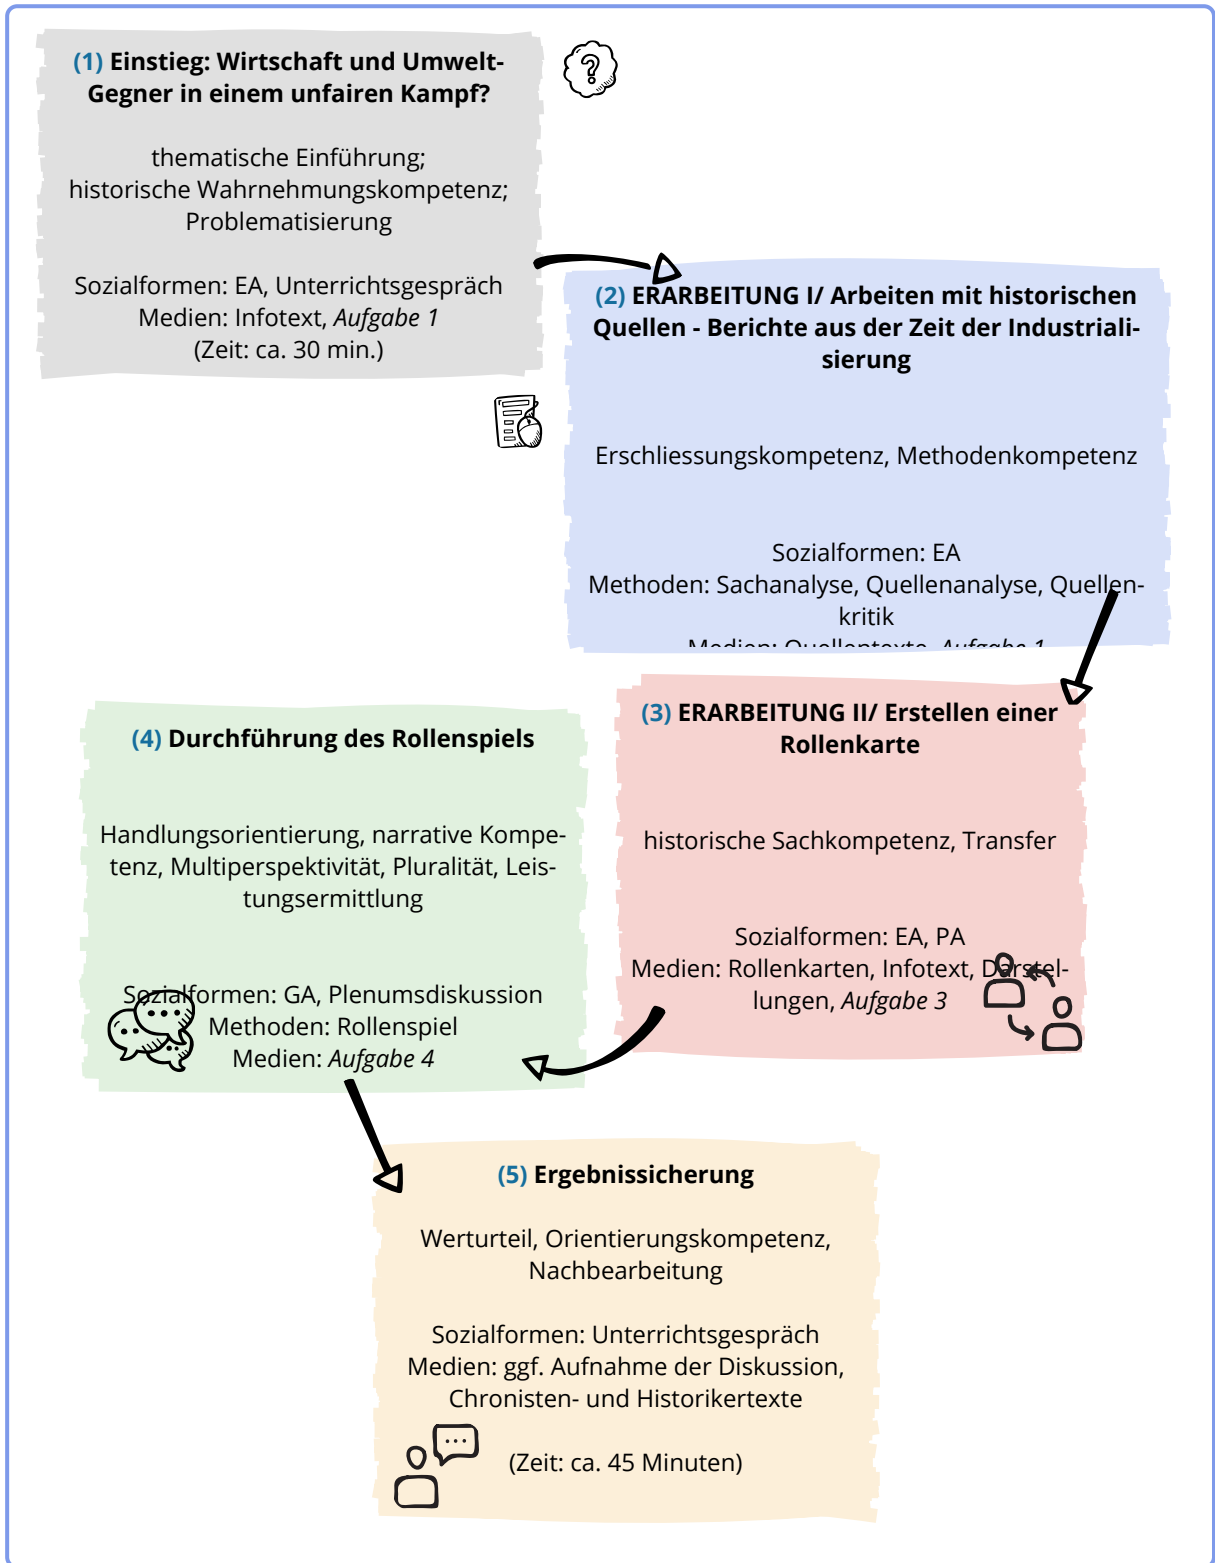 (1) Einstieg: Wirtschaft und Umwelt-
Gegner in einem unfairen Kampf?
thematische Einführung;
historische Wahrnehmungskompetenz;
Problematisierung
Sozialformen: EA, Unterrichtsgespräch
Medien: Infotext, Aufgabe 1
(Zeit: ca. 30 min.)
(2) ERARBEITUNG I/ Arbeiten mit historischen
Quellen - Berichte aus der Zeit der Industriali-
sierung
Erschliessungskompetenz, Methodenkompetenz
Sozialformen: EA
Methoden: Sachanalyse, Quellenanalyse, Quellen-
kritik
Medien: Quellentexte, Aufgabe 1
(3) ERARBEITUNG II/ Erstellen einer
Rollenkarte
historische Sachkompetenz, Transfer
Sozialformen: EA, PA
Medien: Rollenkarten, Infotext, Darstel-
lungen, Aufgabe 3
(4) Durchführung des Rollenspiels
Handlungsorientierung, narrative Kompe-
tenz, Multiperspektivität, Pluralität, Leis-
tungsermittlung
Sozialformen: GA, Plenumsdiskussion
Methoden: Rollenspiel
Medien: Aufgabe 4
(5) Ergebnissicherung
Werturteil, Orientierungskompetenz,
Nachbearbeitung
Sozialformen: Unterrichtsgespräch
Medien: ggf. Aufnahme der Diskussion,
Chronisten- und Historikertexte
(Zeit: ca. 45 Minuten)